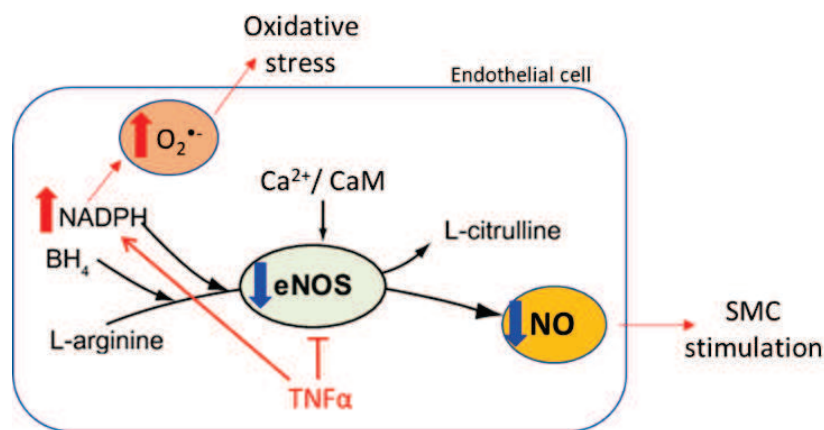 Oxidative
stress
Endothelial cell
O₂•-
Ca²⁺/ CaM
NADPH
L-citrulline
BH₄
eNOS
NO
SMC
stimulation
L-arginine
TNFα